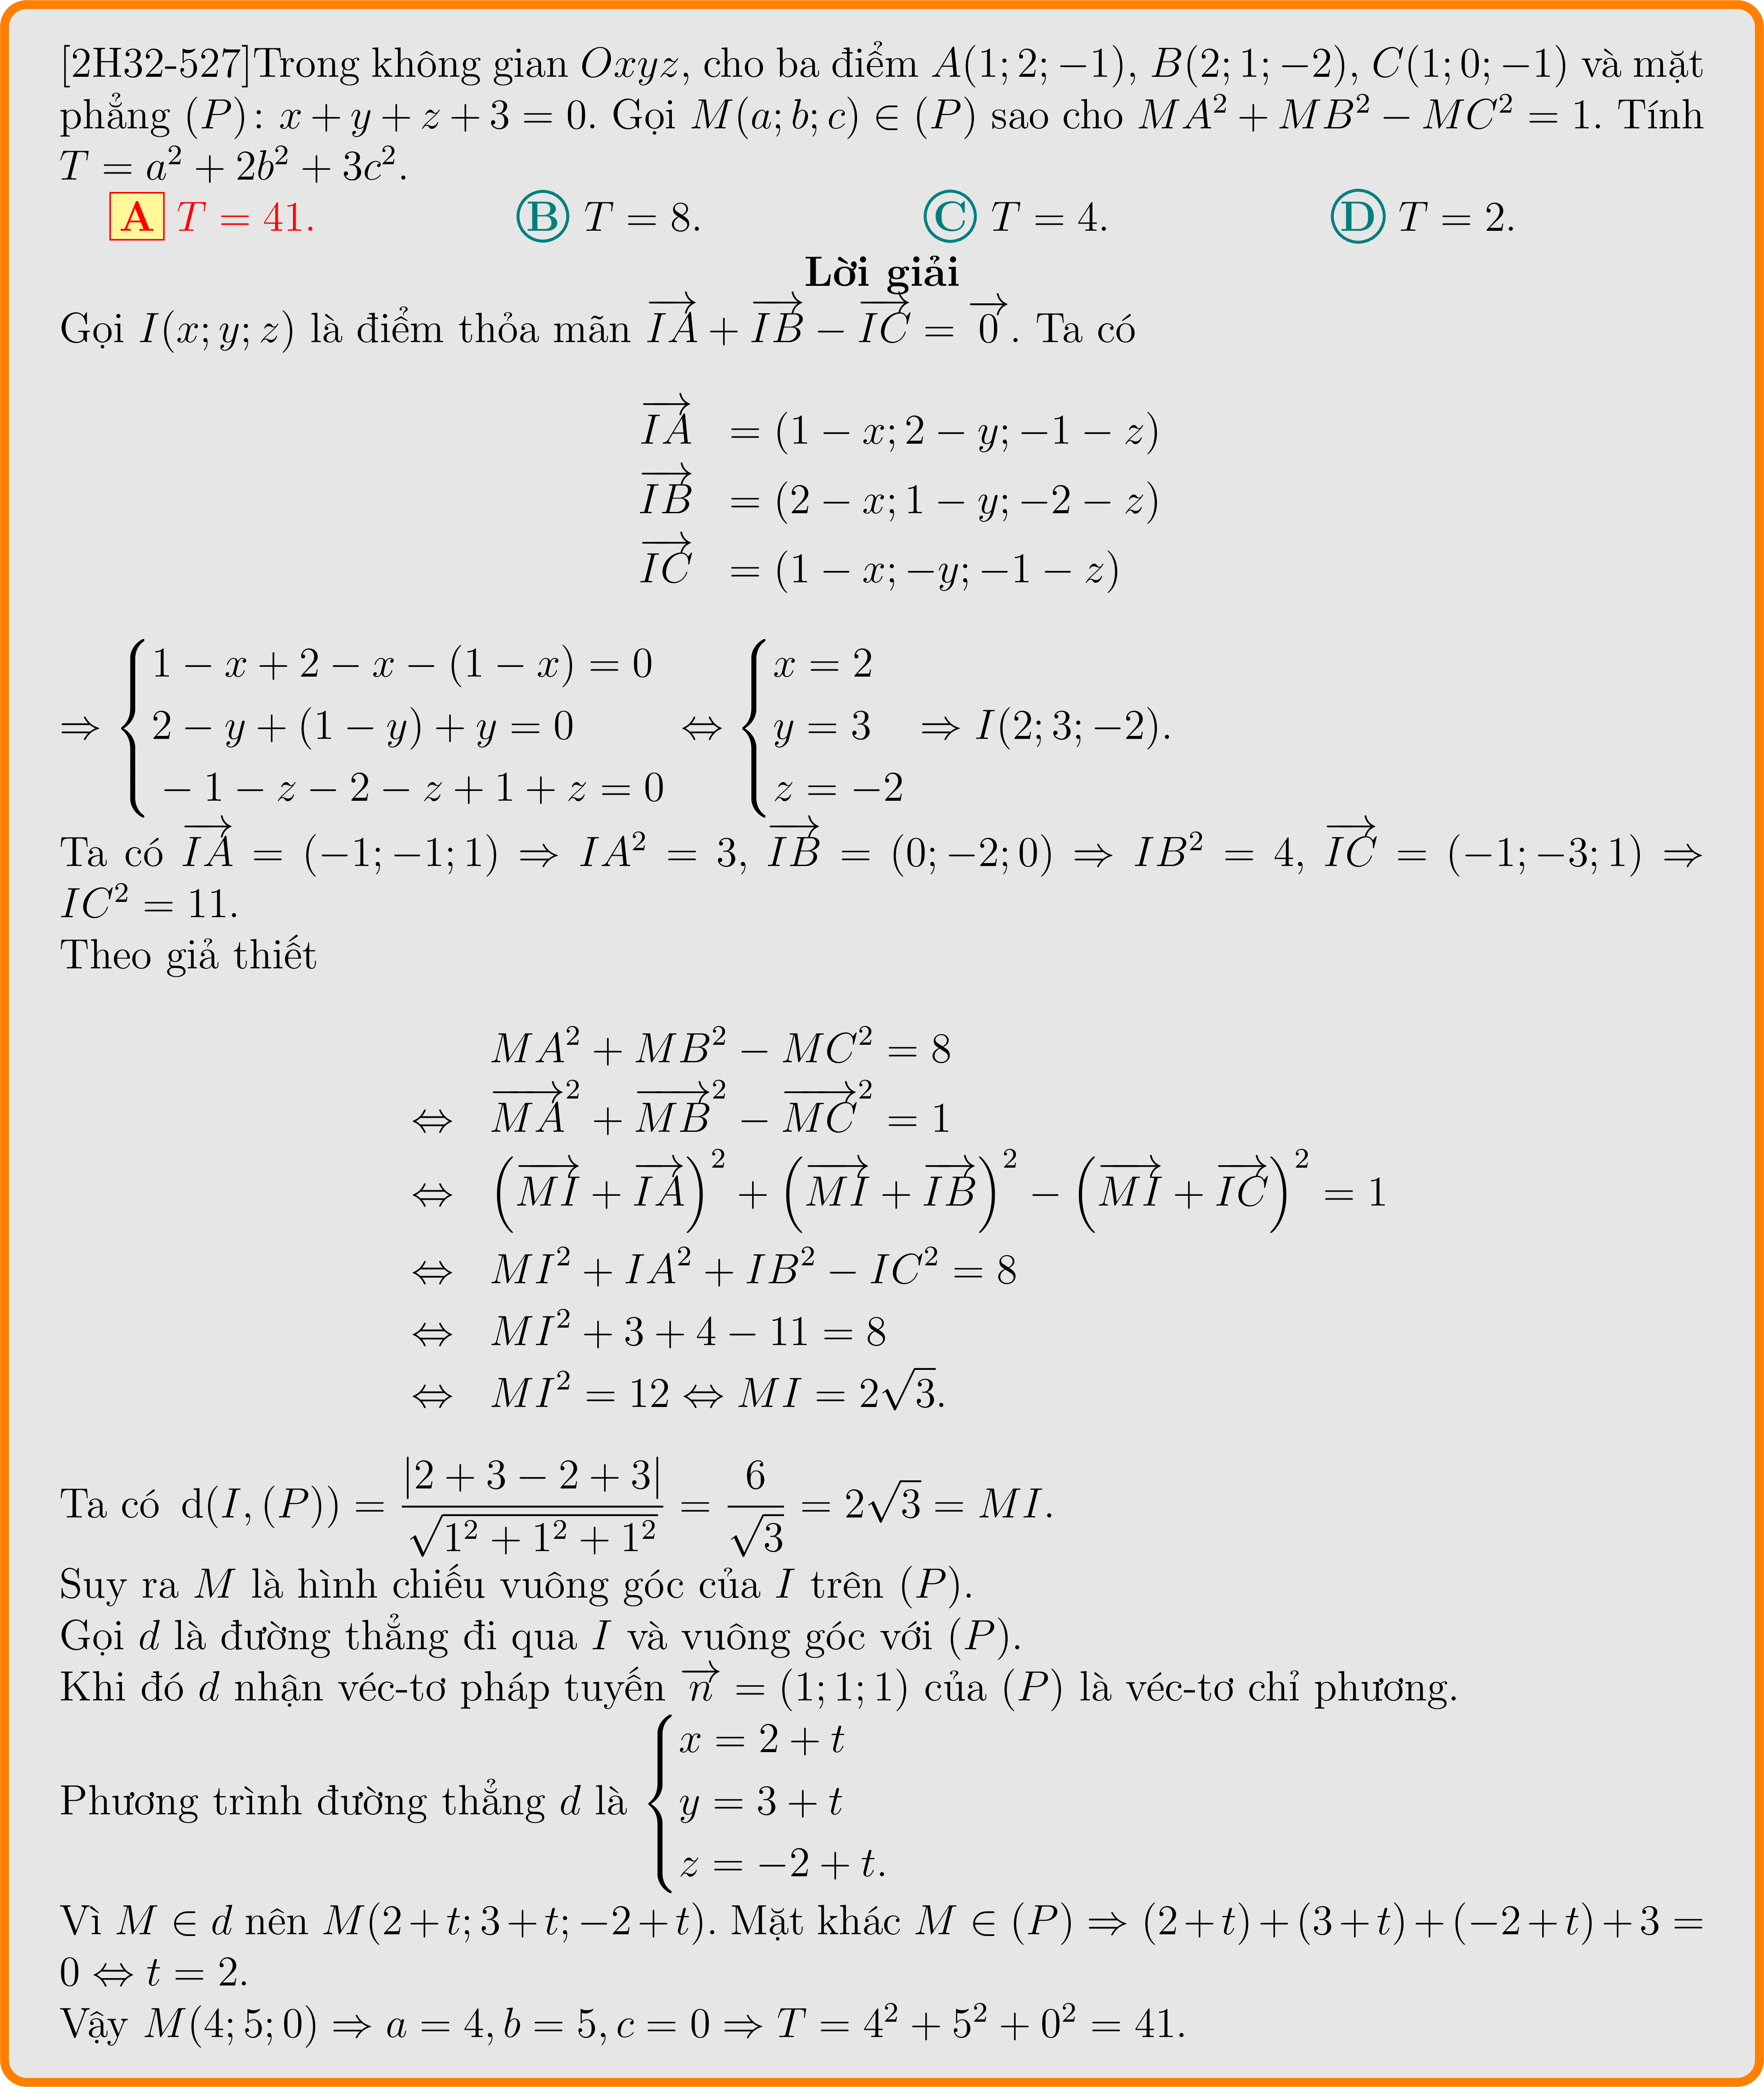 [2H32-527]Trong không gian $Oxyz$, cho ba điểm $A(1; 2; -1)$, $B(2; 1; -2)$, $C(1; 0; -1)$ và mặt
phẳng $(P)$: $x + y + z + 3 = 0$. Gọi $M(a; b; c) \in (P)$ sao cho $MA^2 + MB^2 - MC^2 = 1$. Tính
$T = a^2 + 2b^2 + 3c^2$.
A $T = 41$. B $T = 8$. C $T = 4$. D $T = 2$.
Lời giải
Gọi $I(x; y; z)$ là điểm thỏa mãn $\overrightarrow{IA} + \overrightarrow{IB} - \overrightarrow{IC} = \overrightarrow{0}$. Ta có
$\overrightarrow{IA} = (1 - x; 2 - y; -1 - z)$
$\overrightarrow{IB} = (2 - x; 1 - y; -2 - z)$
$\overrightarrow{IC} = (1 - x; -y; -1 - z)$
$\Rightarrow \begin{cases} 1 - x + 2 - x - (1 - x) = 0 \\ 2 - y + (1 - y) + y = 0 \\ -1 - z - 2 - z + 1 + z = 0 \end{cases} \Leftrightarrow \begin{cases} x = 2 \\ y = 3 \\ z = -2 \end{cases} \Rightarrow I(2; 3; -2)$.
Ta có $\overrightarrow{IA} = (-1; -1; 1) \Rightarrow IA^2 = 3$, $\overrightarrow{IB} = (0; -2; 0) \Rightarrow IB^2 = 4$, $\overrightarrow{IC} = (-1; -3; 1) \Rightarrow$
$IC^2 = 11$.
Theo giả thiết
$MA^2 + MB^2 - MC^2 = 8$
$\Leftrightarrow \overrightarrow{MA}^2 + \overrightarrow{MB}^2 - \overrightarrow{MC}^2 = 1$
$\Leftrightarrow \left(\overrightarrow{MI} + \overrightarrow{IA}\right)^2 + \left(\overrightarrow{MI} + \overrightarrow{IB}\right)^2 - \left(\overrightarrow{MI} + \overrightarrow{IC}\right)^2 = 1$
$\Leftrightarrow MI^2 + IA^2 + IB^2 - IC^2 = 8$
$\Leftrightarrow MI^2 + 3 + 4 - 11 = 8$
$\Leftrightarrow MI^2 = 12 \Leftrightarrow MI = 2\sqrt{3}$.
Ta có $\mathrm{d}(I, (P)) = \dfrac{|2 + 3 - 2 + 3|}{\sqrt{1^2 + 1^2 + 1^2}} = \dfrac{6}{\sqrt{3}} = 2\sqrt{3} = MI$.
Suy ra $M$ là hình chiếu vuông góc của $I$ trên $(P)$.
Gọi $d$ là đường thẳng đi qua $I$ và vuông góc với $(P)$.
Khi đó $d$ nhận véc-tơ pháp tuyến $\overrightarrow{n} = (1; 1; 1)$ của $(P)$ là véc-tơ chỉ phương.
Phương trình đường thẳng $d$ là $\begin{cases} x = 2 + t \\ y = 3 + t \\ z = -2 + t. \end{cases}$
Vì $M \in d$ nên $M(2 + t; 3 + t; -2 + t)$. Mặt khác $M \in (P) \Rightarrow (2 + t) + (3 + t) + (-2 + t) + 3 =$
$0 \Leftrightarrow t = 2$.
Vậy $M(4; 5; 0) \Rightarrow a = 4, b = 5, c = 0 \Rightarrow T = 4^2 + 5^2 + 0^2 = 41$.